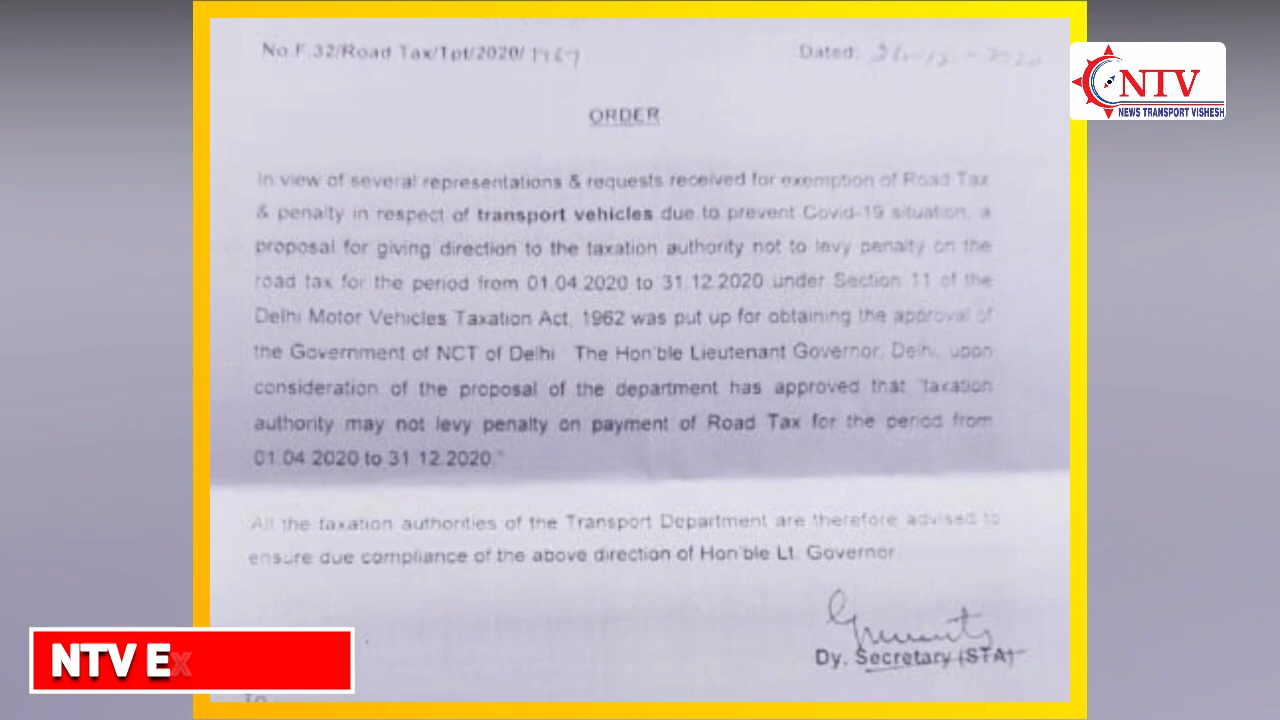 No.F.32/Road Tax/Tpt/2020/
Dated:
NTV
NEWS TRANSPORT VISHESH
ORDER
In view of several representations & requests received for exemption of Road Tax
& penalty in respect of transport vehicles due to prevent Covid-19 situation, a
proposal for giving direction to the taxation authority not to levy penalty on the
road tax for the period from 01.04.2020 to 31.12.2020 under Section 11 of the
Delhi Motor Vehicles Taxation Act, 1962 was put up for obtaining the approval of
the Government of NCT of Delhi. The Hon'ble Lieutenant Governor, Delhi, upon
consideration of the proposal of the department has approved that "taxation
authority may not levy penalty on payment of Road Tax for the period from
01.04.2020 to 31.12.2020."
All the taxation authorities of the Transport Department are therefore advised to
ensure due compliance of the above direction of Hon'ble Lt. Governor.
Dy. Secretary (STA)
NTV Ex
To